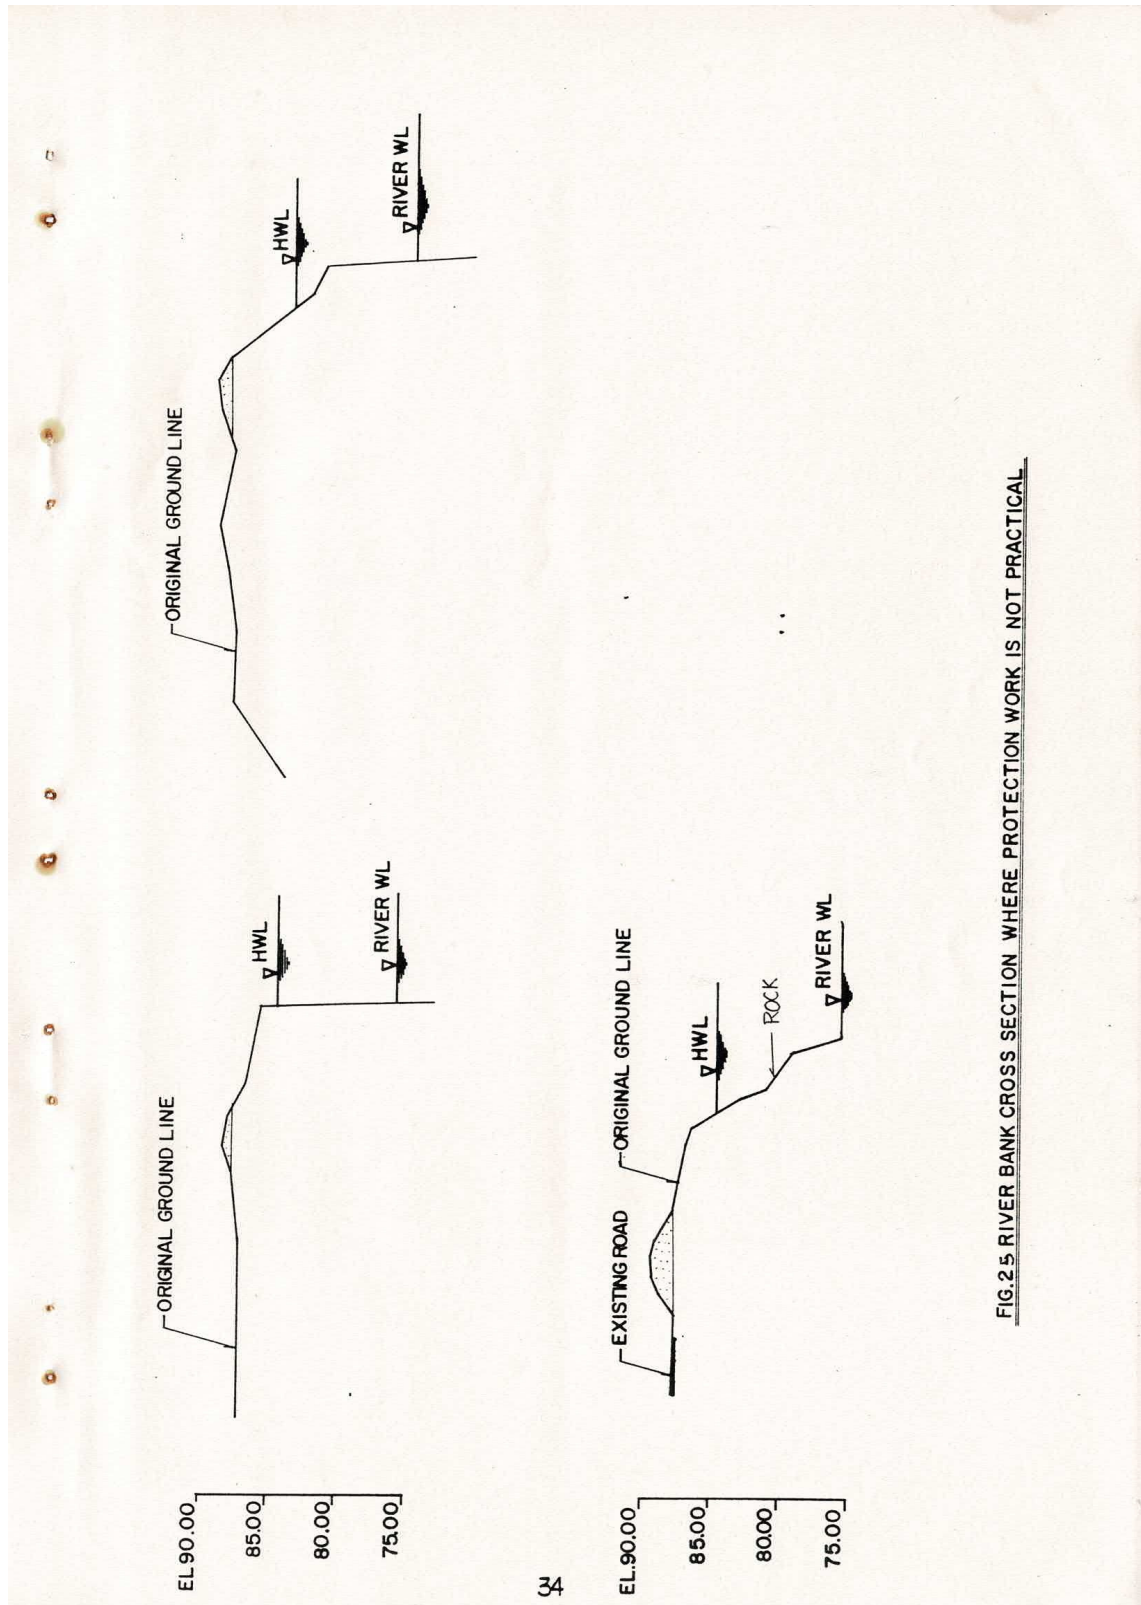 EL.90.00
85.00
80.00
75.00
ORIGINAL GROUND LINE
HWL
RIVER WL
ORIGINAL GROUND LINE
HWL
RIVER WL
EL.90.00
85.00
80.00
75.00
EXISTING ROAD
ORIGINAL GROUND LINE
HWL
ROCK
RIVER WL
FIG.25 RIVER BANK CROSS SECTION WHERE PROTECTION WORK IS NOT PRACTICAL
34